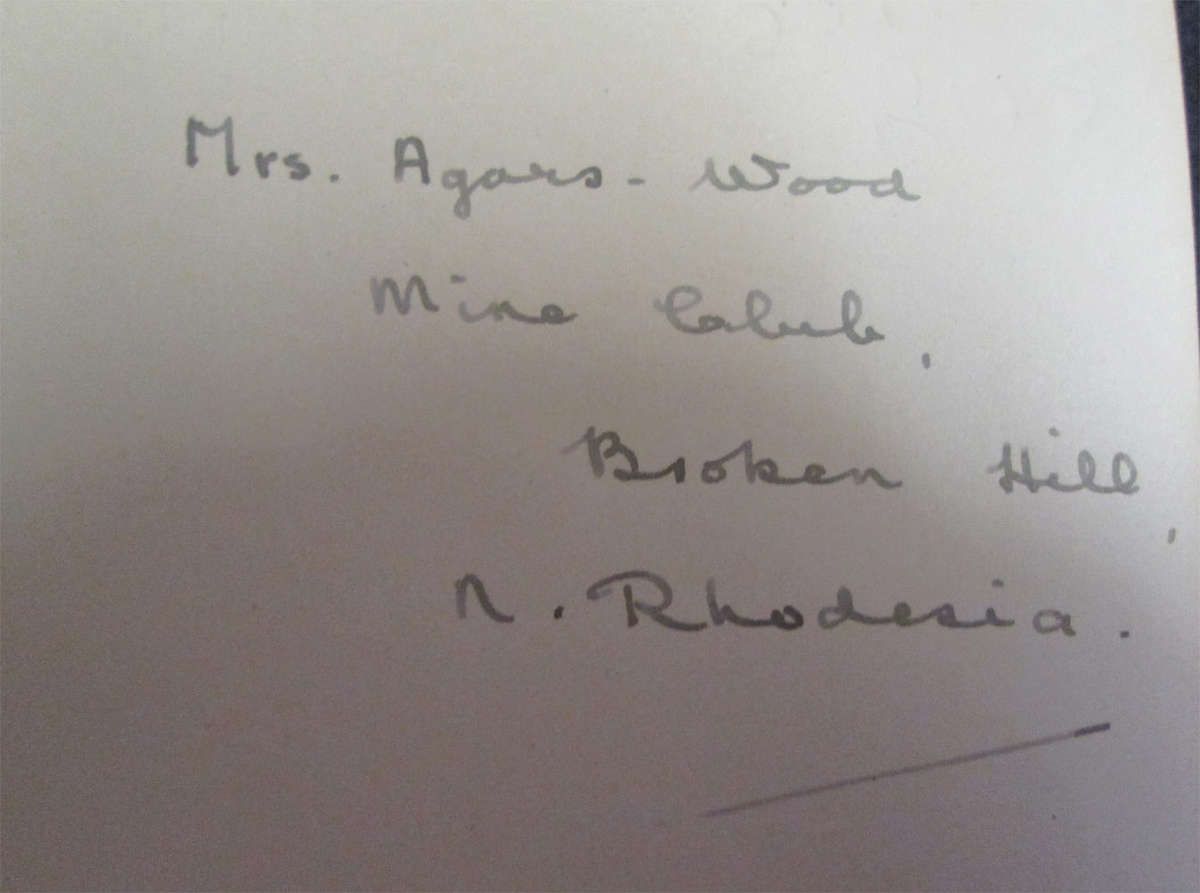 Mrs. Agars - Wood
Mine Club,
Broken Hill,
N. Rhodesia.